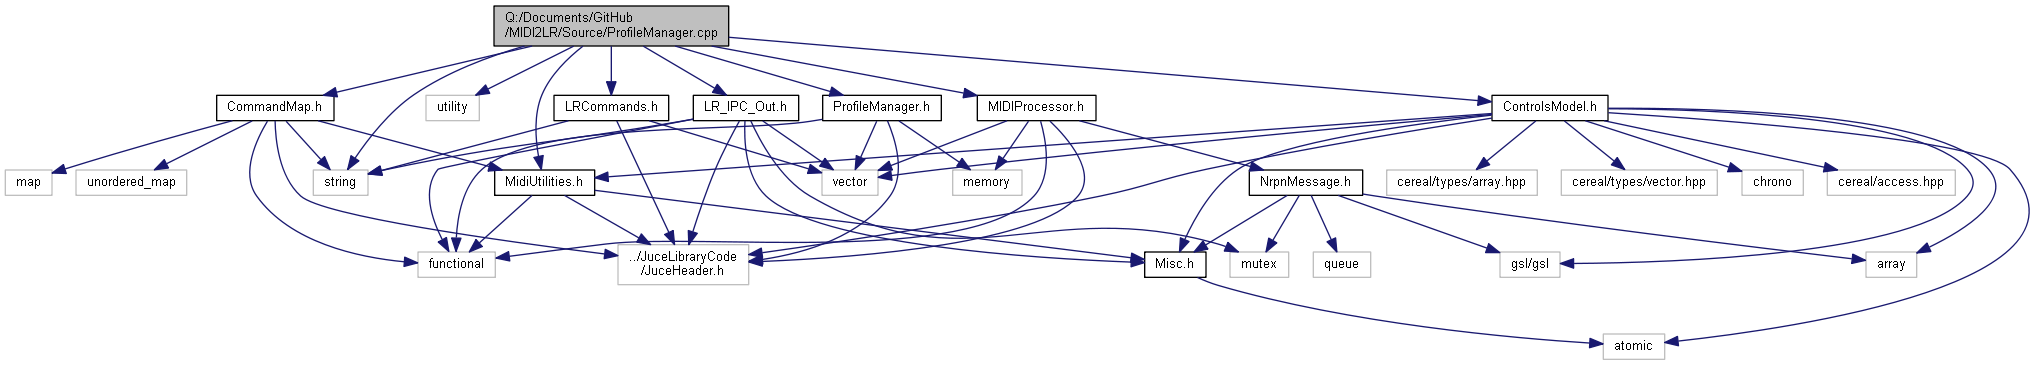 Q:/Documents/GitHub
/MIDI2LR/Source/ProfileManager.cpp
CommandMap.h
utility
LRCommands.h
LR_IPC_Out.h
ProfileManager.h
MIDIProcessor.h
ControlsModel.h
map
unordered_map
string
MidiUtilities.h
vector
memory
NrpnMessage.h
cereal/types/array.hpp
cereal/types/vector.hpp
chrono
cereal/access.hpp
functional
../JuceLibraryCode
/JuceHeader.h
Misc.h
mutex
queue
gsl/gsl
array
atomic